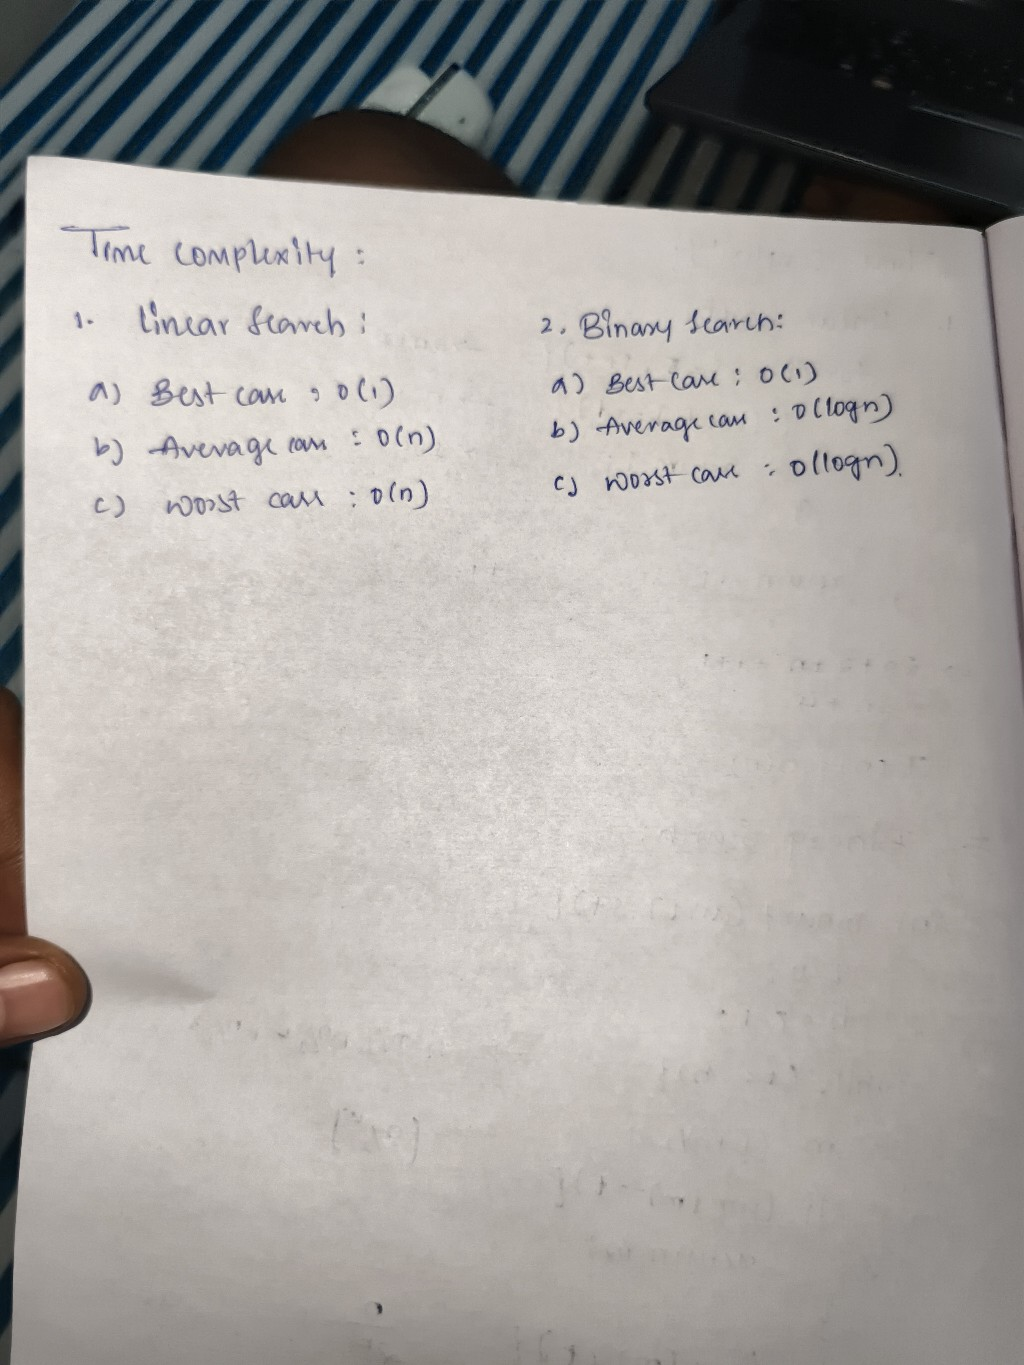 Time complexity :
1. Linear Search :
a) Best case : O(1)
b) Average case : O(n)
c) Worst case : O(n)
2. Binary Search:
a) Best case : O(1)
b) Average case : O(logn)
c) Worst case : O(logn).